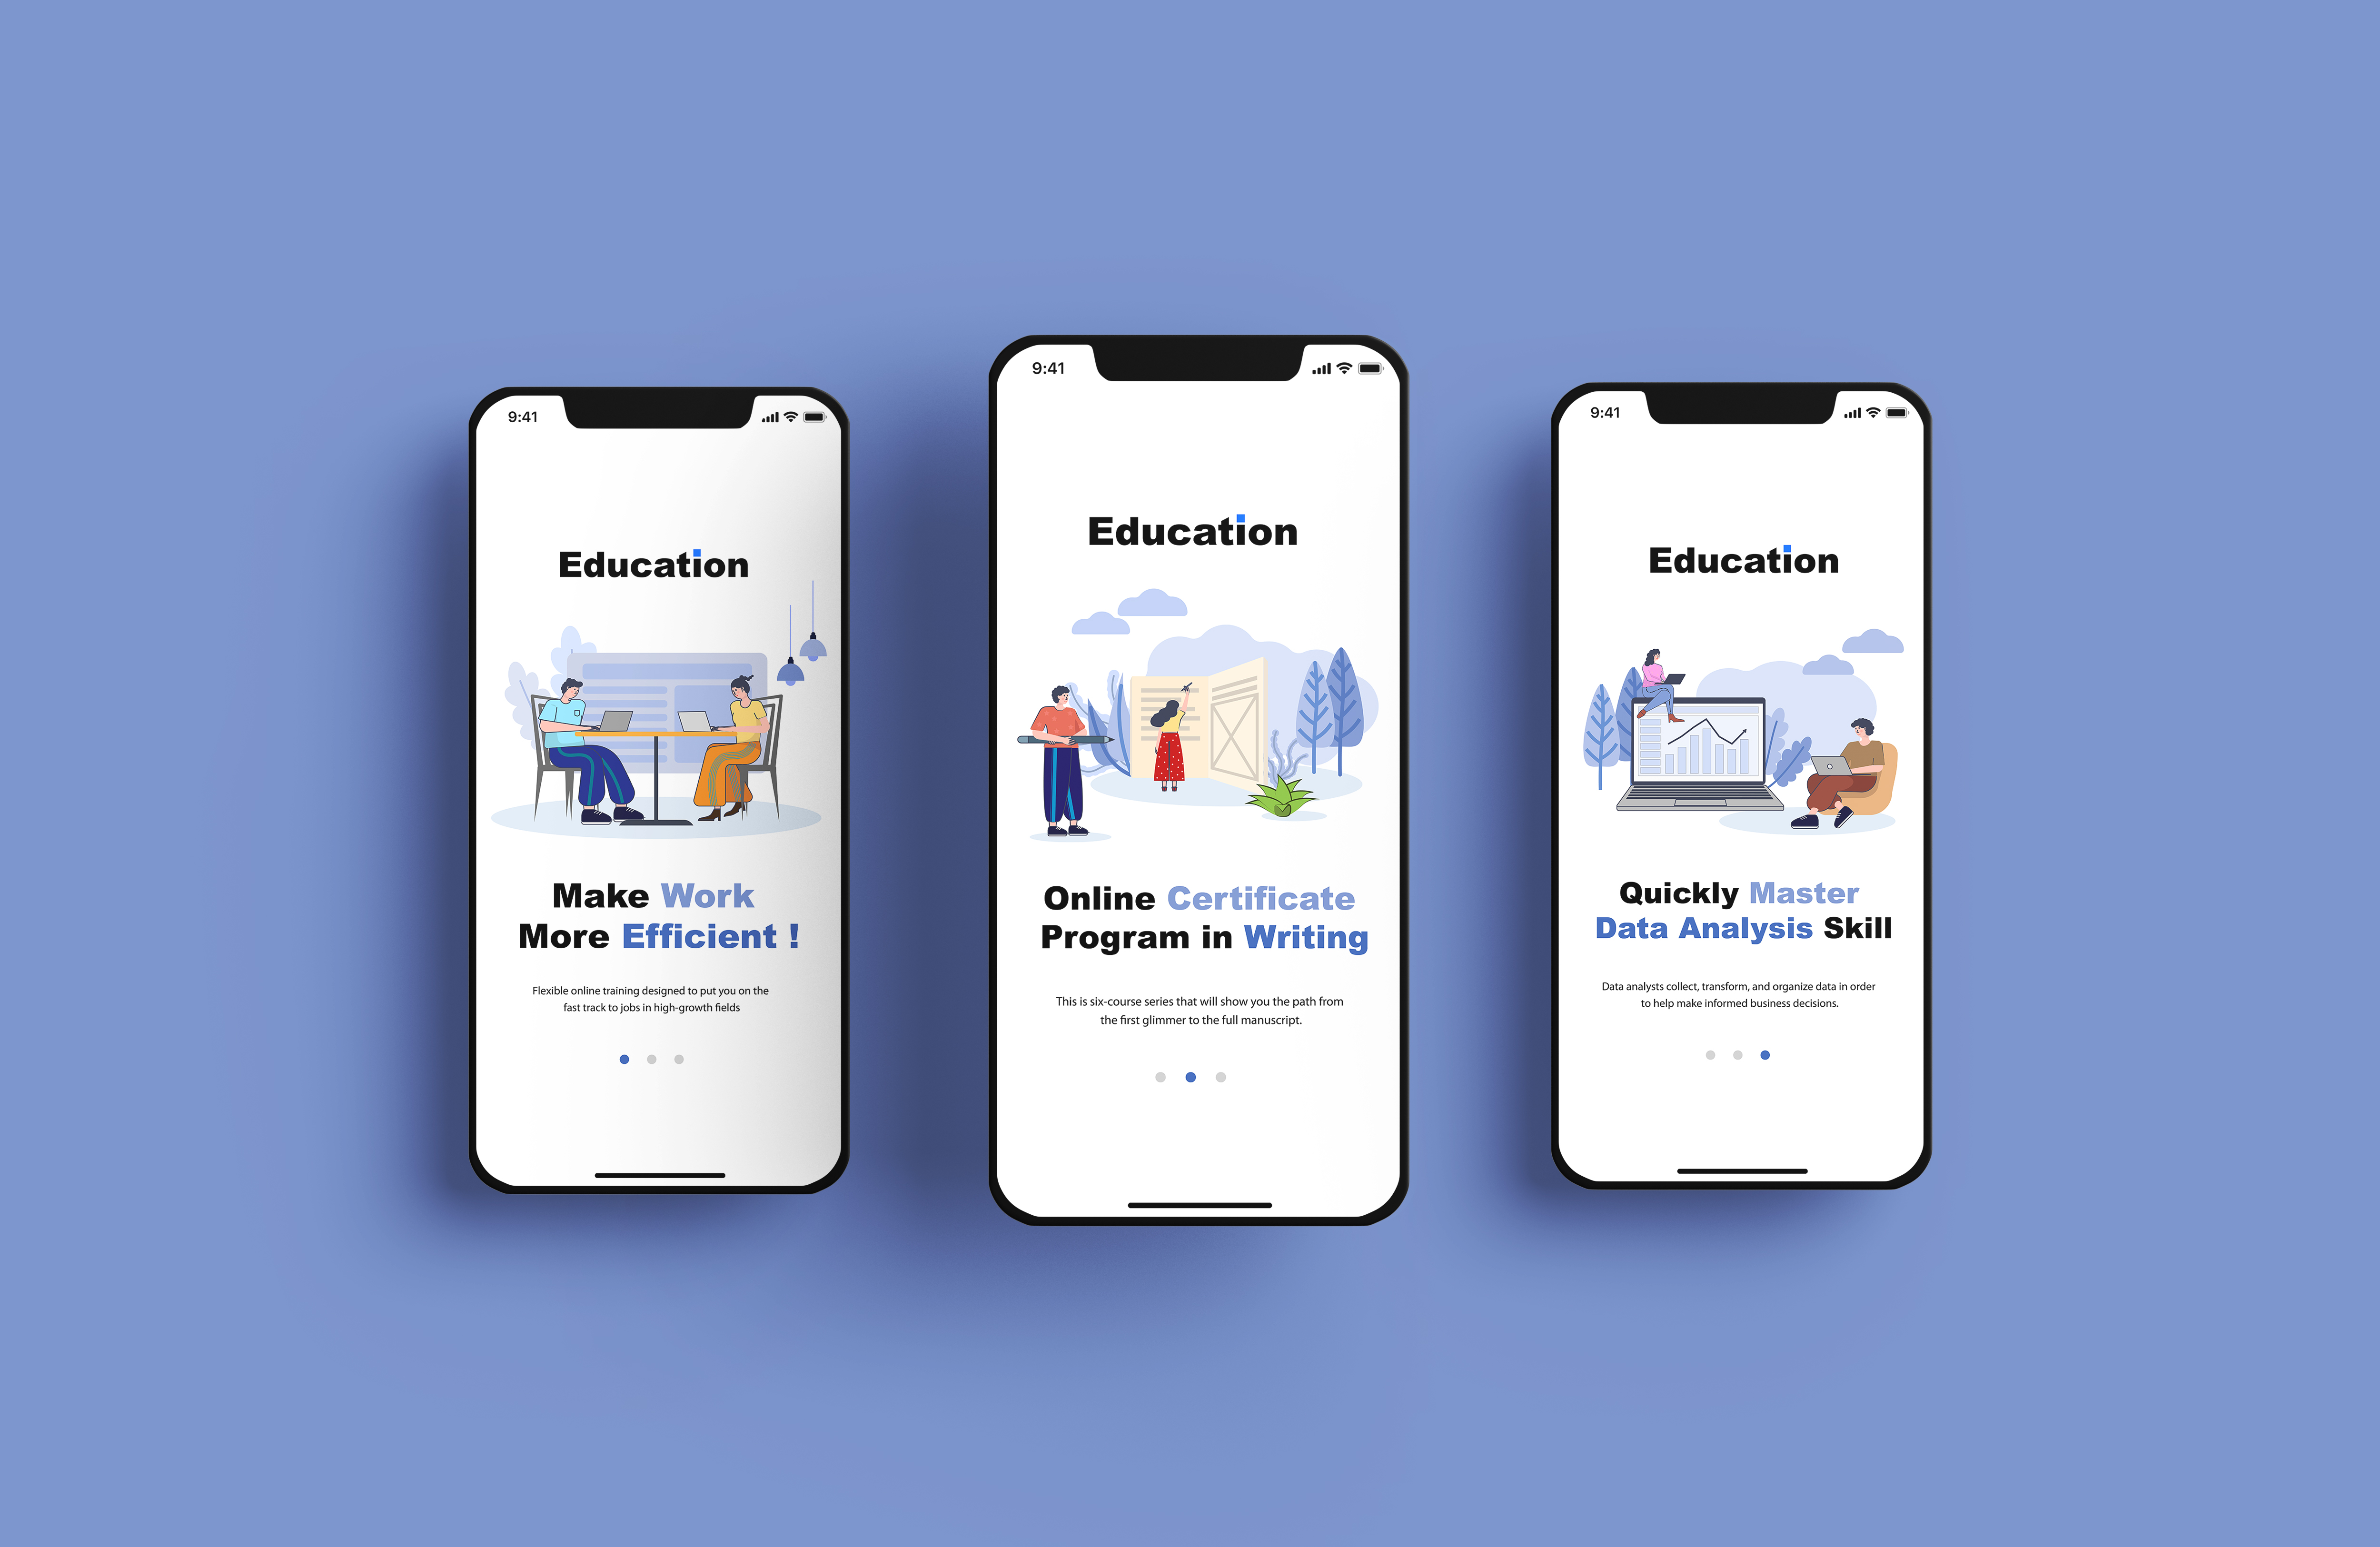 9:41
Education
Make Work
More Efficient !
Flexible online training designed to put you on the
fast track to jobs in high-growth fields
9:41
Education
Online Certificate
Program in Writing
This is six-course series that will show you the path from
the first glimmer to the full manuscript.
9:41
Education
Quickly Master
Data Analysis Skill
Data analysts collect, transform, and organize data in order
to help make informed business decisions.